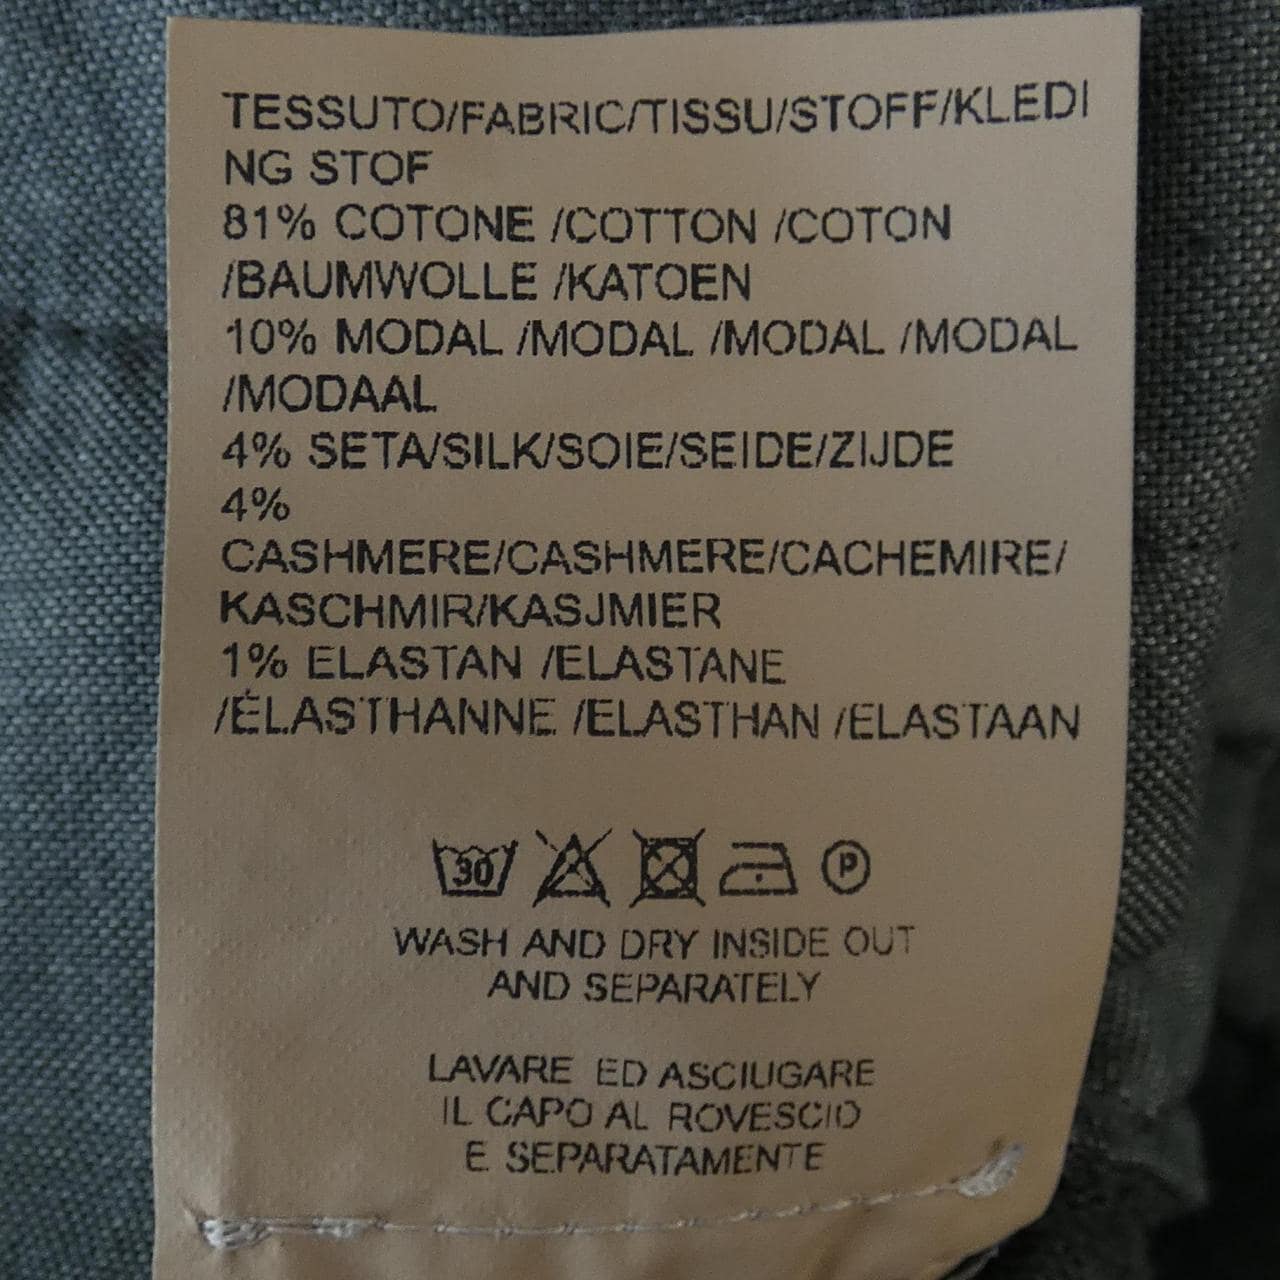 TESSUTO/FABRIC/TISSU/STOFF/KLEDI
NG STOF
81% COTONE /COTTON /COTON
/BAUMWOLLE /KATOEN
10% MODAL /MODAL /MODAL /MODAL
/MODAAL
4% SETA/SILK/SOIE/SEIDE/ZIJDE
4%
CASHMERE/CASHMERE/CACHEMIRE/
KASCHMIR/KASJMIER
1% ELASTAN /ELASTANE
/ÉLASTHANNE /ELASTHAN /ELASTAAN
30 P
WASH AND DRY INSIDE OUT
AND SEPARATELY
LAVARE ED ASCIUGARE
IL CAPO AL ROVESCIO
E SEPARATAMENTE